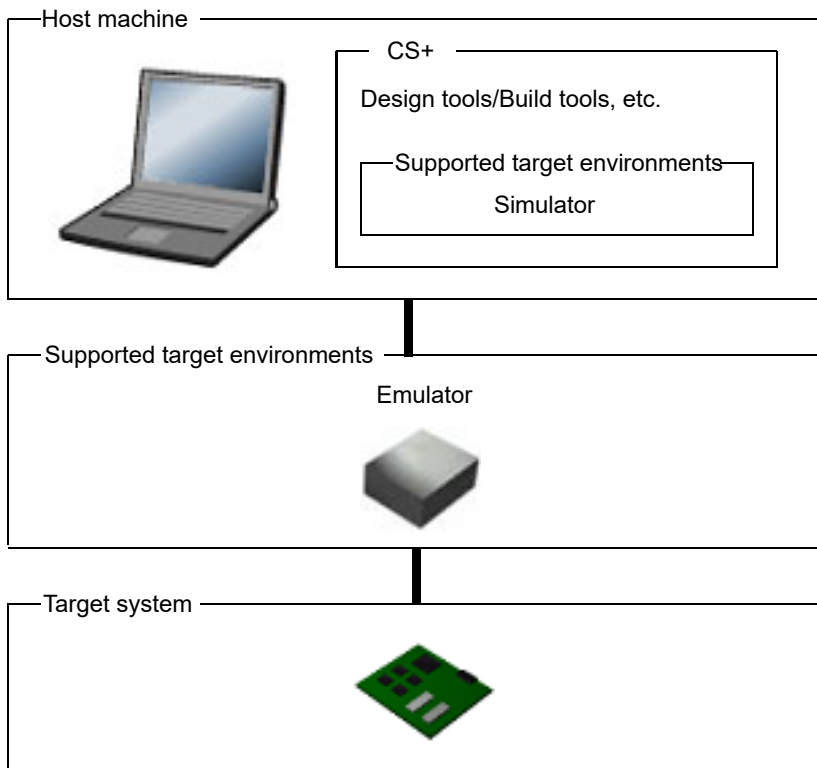 Host machine
CS+
Design tools/Build tools, etc.
Supported target environments
Simulator
Supported target environments
Emulator
Target system